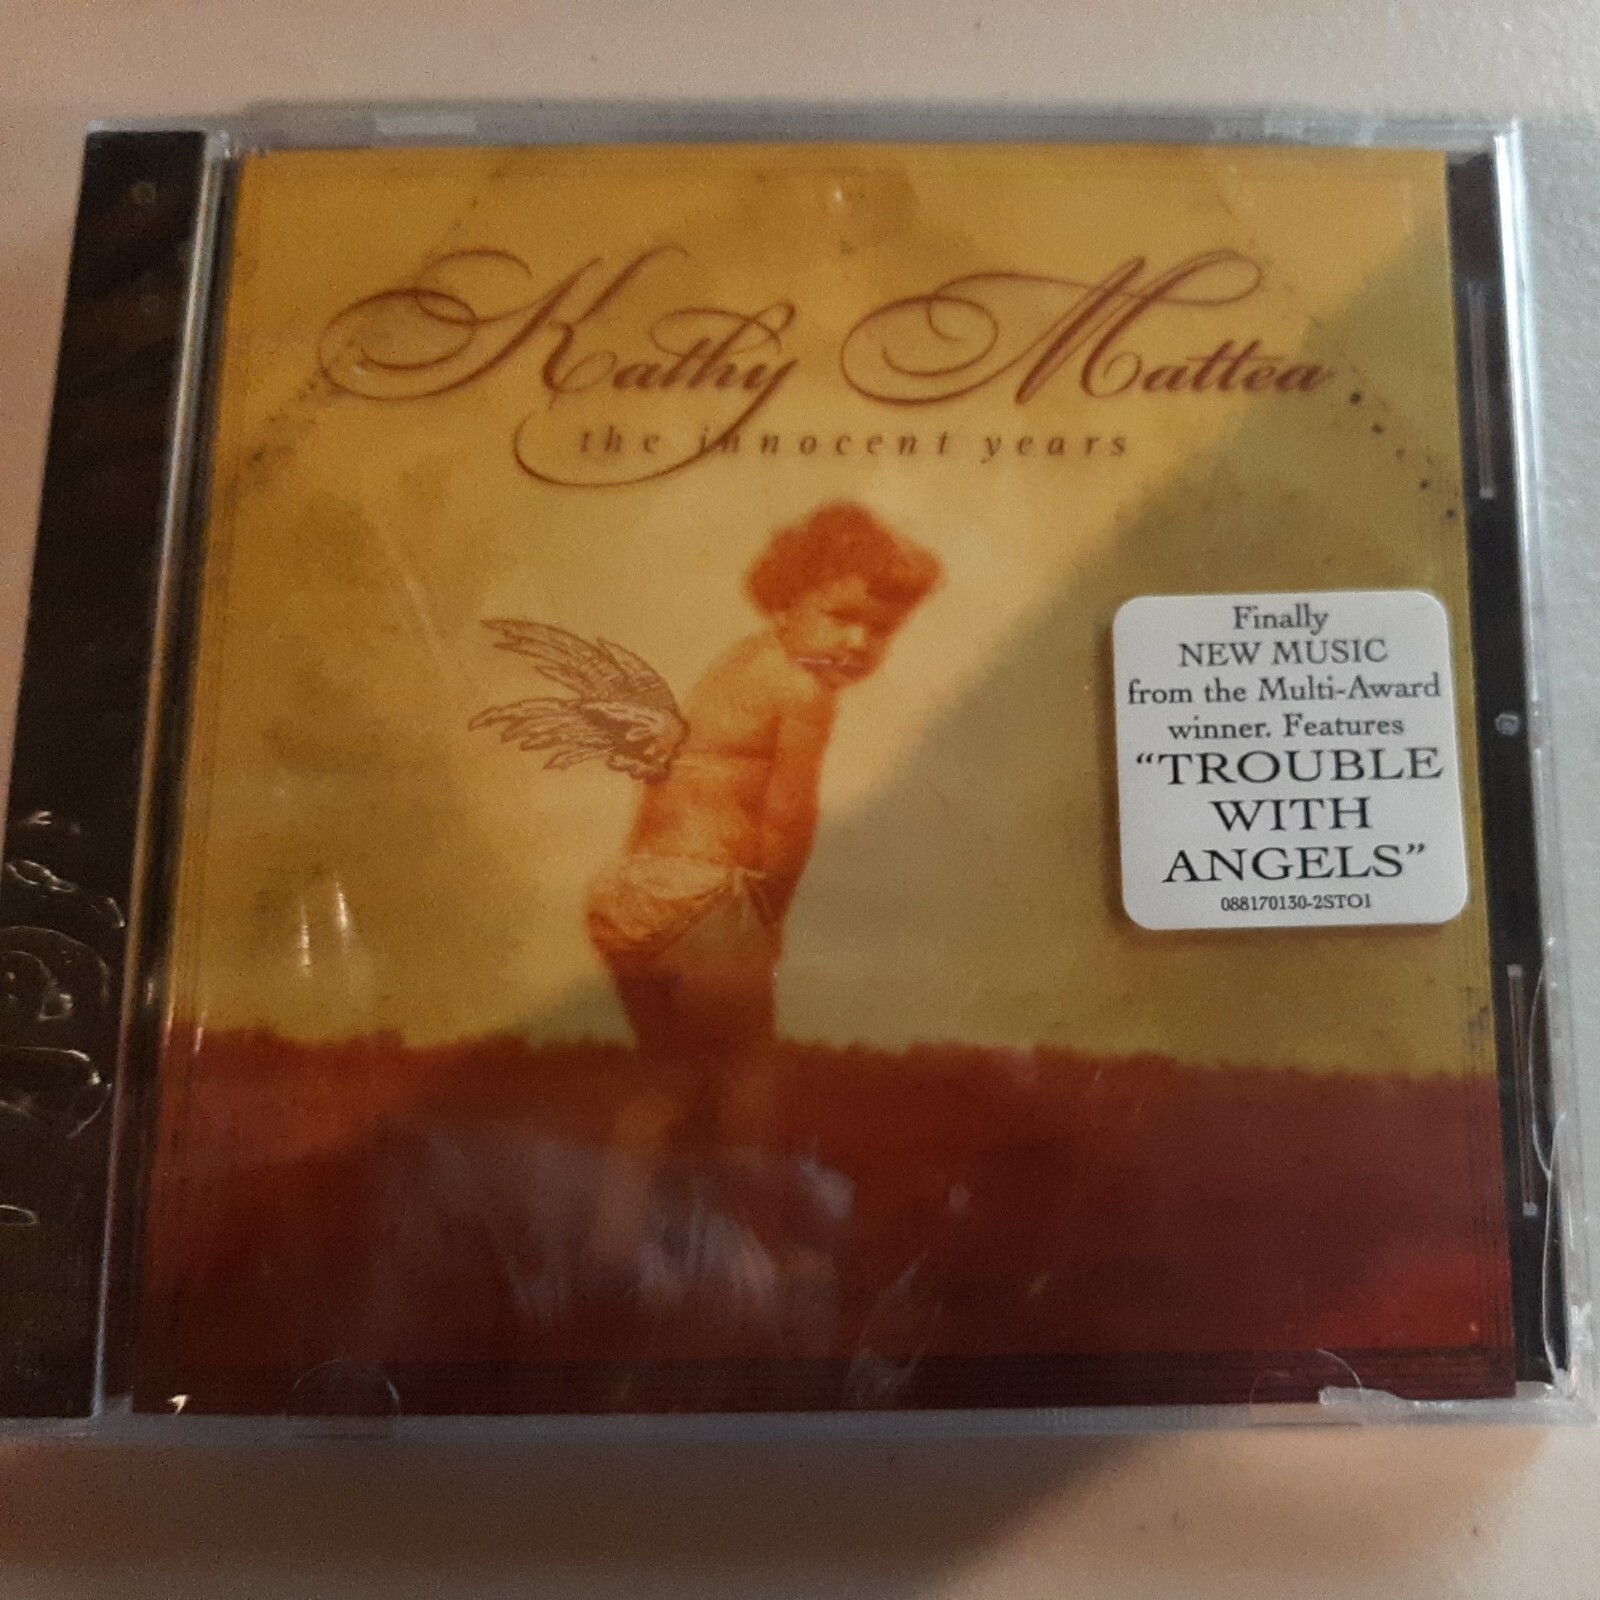 Kathy Mattea
the innocent years
Finally
NEW MUSIC
from the Multi-Award
winner. Features
“TROUBLE
WITH
ANGELS”
088170130-2STO1